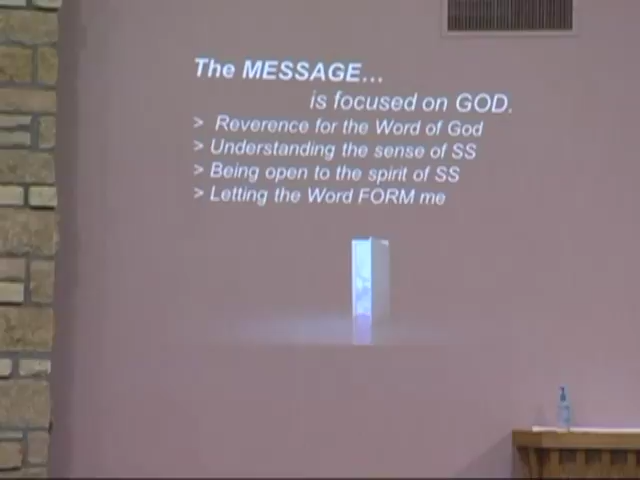 The MESSAGE...
is focused on GOD.
> Reverence for the Word of God
> Understanding the sense of SS
> Being open to the spirit of SS
> Letting the Word FORM me